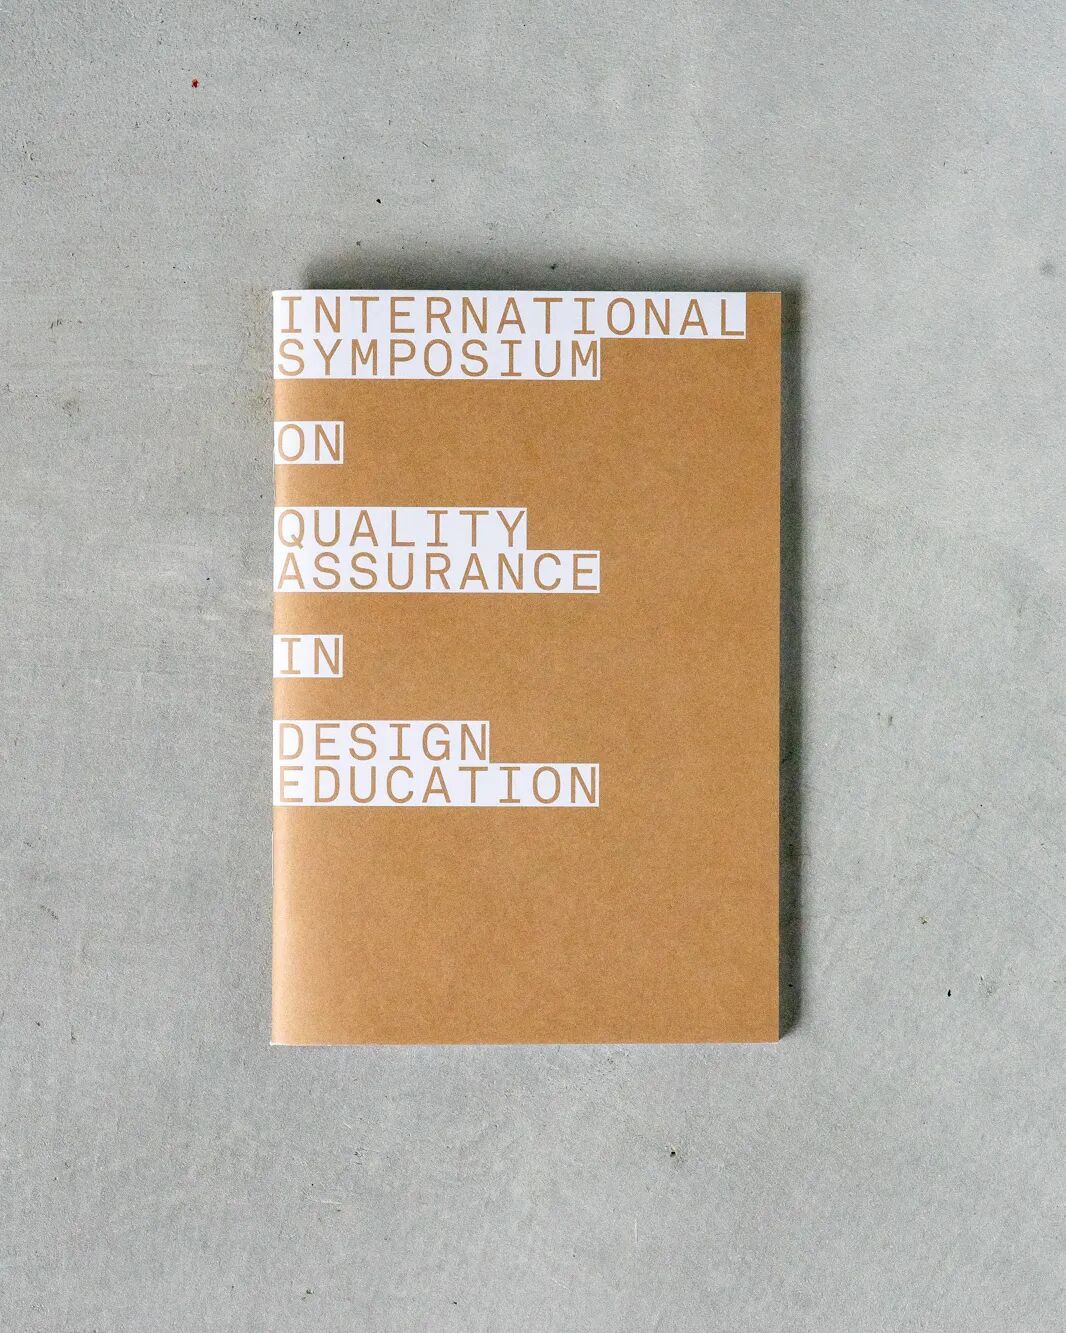 INTERNATIONAL
SYMPOSIUM
ON
QUALITY
ASSURANCE
IN
DESIGN
EDUCATION